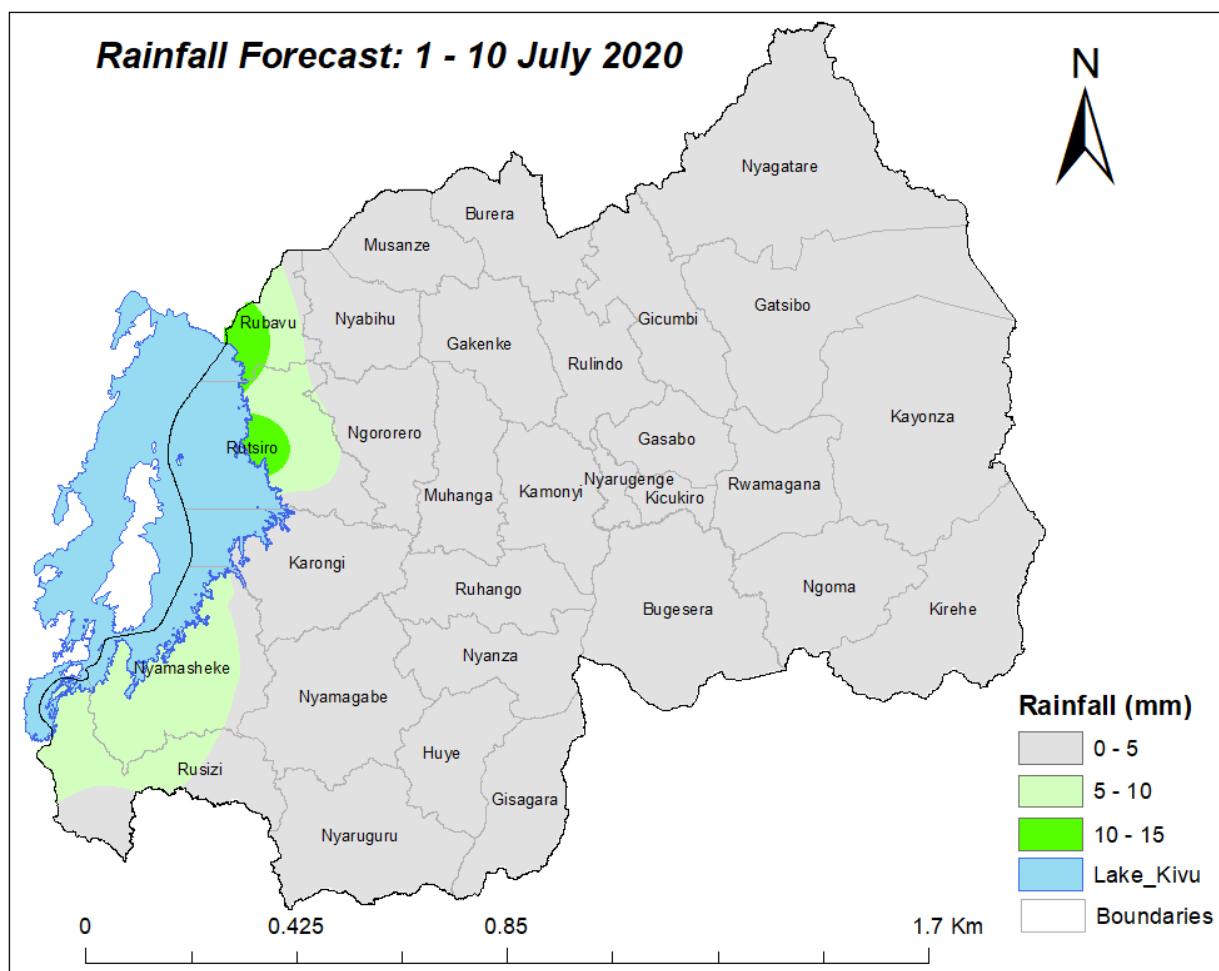 Rainfall Forecast: 1 - 10 July 2020
N
Nyagatare
Burera
Musanze
Rubavu
Nyabihu
Gatsibo
Gicumbi
Gakenke
Rulindo
Kayonza
Ngororero
Rutsiro
Gasabo
Nyarugenge
Rwamagana
Muhanga
Kamonyi
Kicukiro
Karongi
Ruhango
Bugesera
Ngoma
Kirehe
Nyamasheke
Nyanza
Nyamagabe
Huye
Rusizi
Gisagara
Nyaruguru
Rainfall (mm)
0 - 5
5 - 10
10 - 15
Lake_Kivu
Boundaries
0 0.425 0.85 1.7 Km